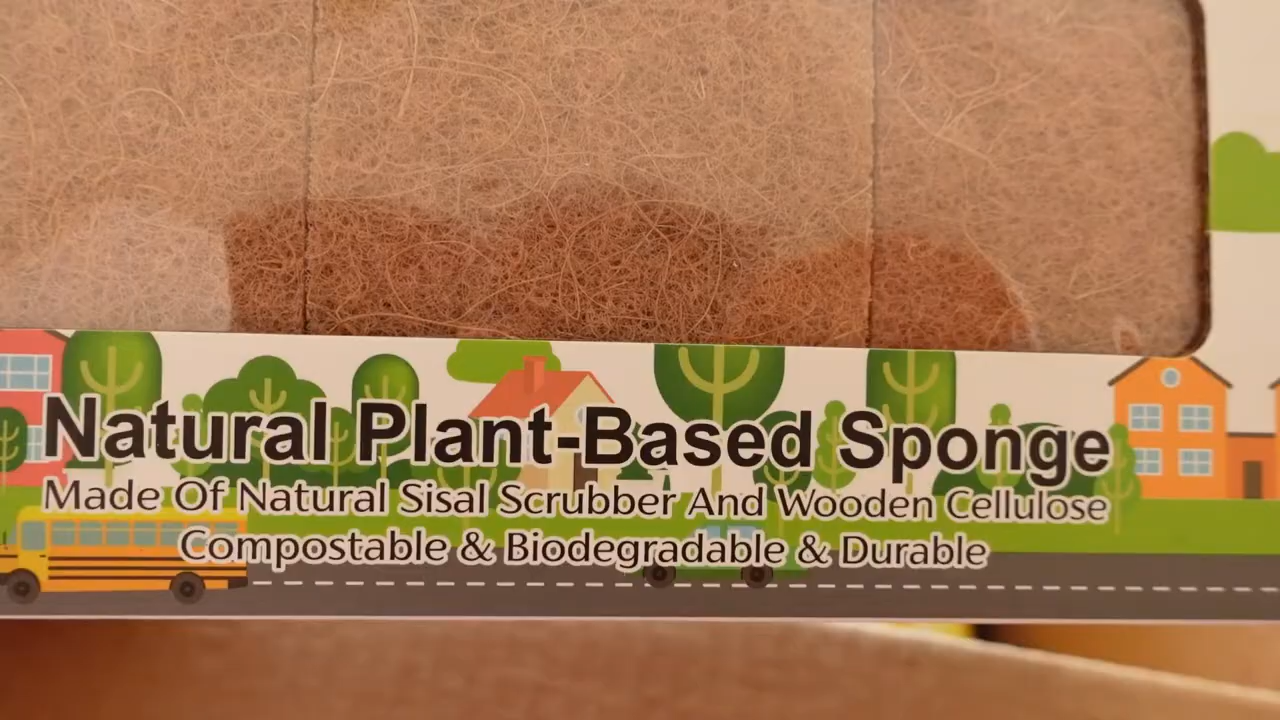 Natural Plant-Based Sponge
Made Of Natural Sisal Scrubber And Wooden Cellulose
Compostable & Biodegradable & Durable